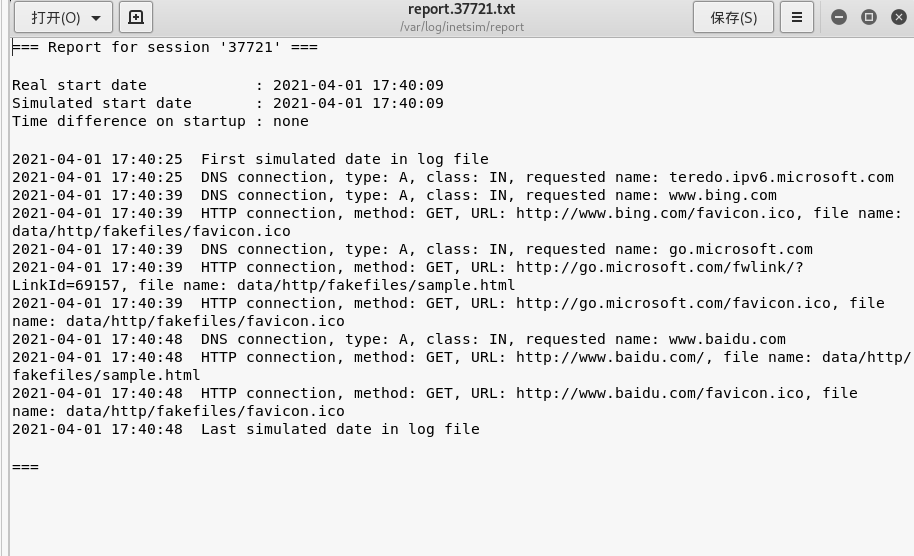 打开(O)
report.37721.txt
/var/log/inetsim/report
保存(S)
=== Report for session '37721' ===
Real start date            : 2021-04-01 17:40:09
Simulated start date       : 2021-04-01 17:40:09
Time difference on startup : none
2021-04-01 17:40:25  First simulated date in log file
2021-04-01 17:40:25  DNS connection, type: A, class: IN, requested name: teredo.ipv6.microsoft.com
2021-04-01 17:40:39  DNS connection, type: A, class: IN, requested name: www.bing.com
2021-04-01 17:40:39  HTTP connection, method: GET, URL: http://www.bing.com/favicon.ico, file name:
data/http/fakefiles/favicon.ico
2021-04-01 17:40:39  DNS connection, type: A, class: IN, requested name: go.microsoft.com
2021-04-01 17:40:39  HTTP connection, method: GET, URL: http://go.microsoft.com/fwlink/?
LinkId=69157, file name: data/http/fakefiles/sample.html
2021-04-01 17:40:39  HTTP connection, method: GET, URL: http://go.microsoft.com/favicon.ico, file
name: data/http/fakefiles/favicon.ico
2021-04-01 17:40:48  DNS connection, type: A, class: IN, requested name: www.baidu.com
2021-04-01 17:40:48  HTTP connection, method: GET, URL: http://www.baidu.com/, file name: data/http/
fakefiles/sample.html
2021-04-01 17:40:48  HTTP connection, method: GET, URL: http://www.baidu.com/favicon.ico, file
name: data/http/fakefiles/favicon.ico
2021-04-01 17:40:48  Last simulated date in log file
===